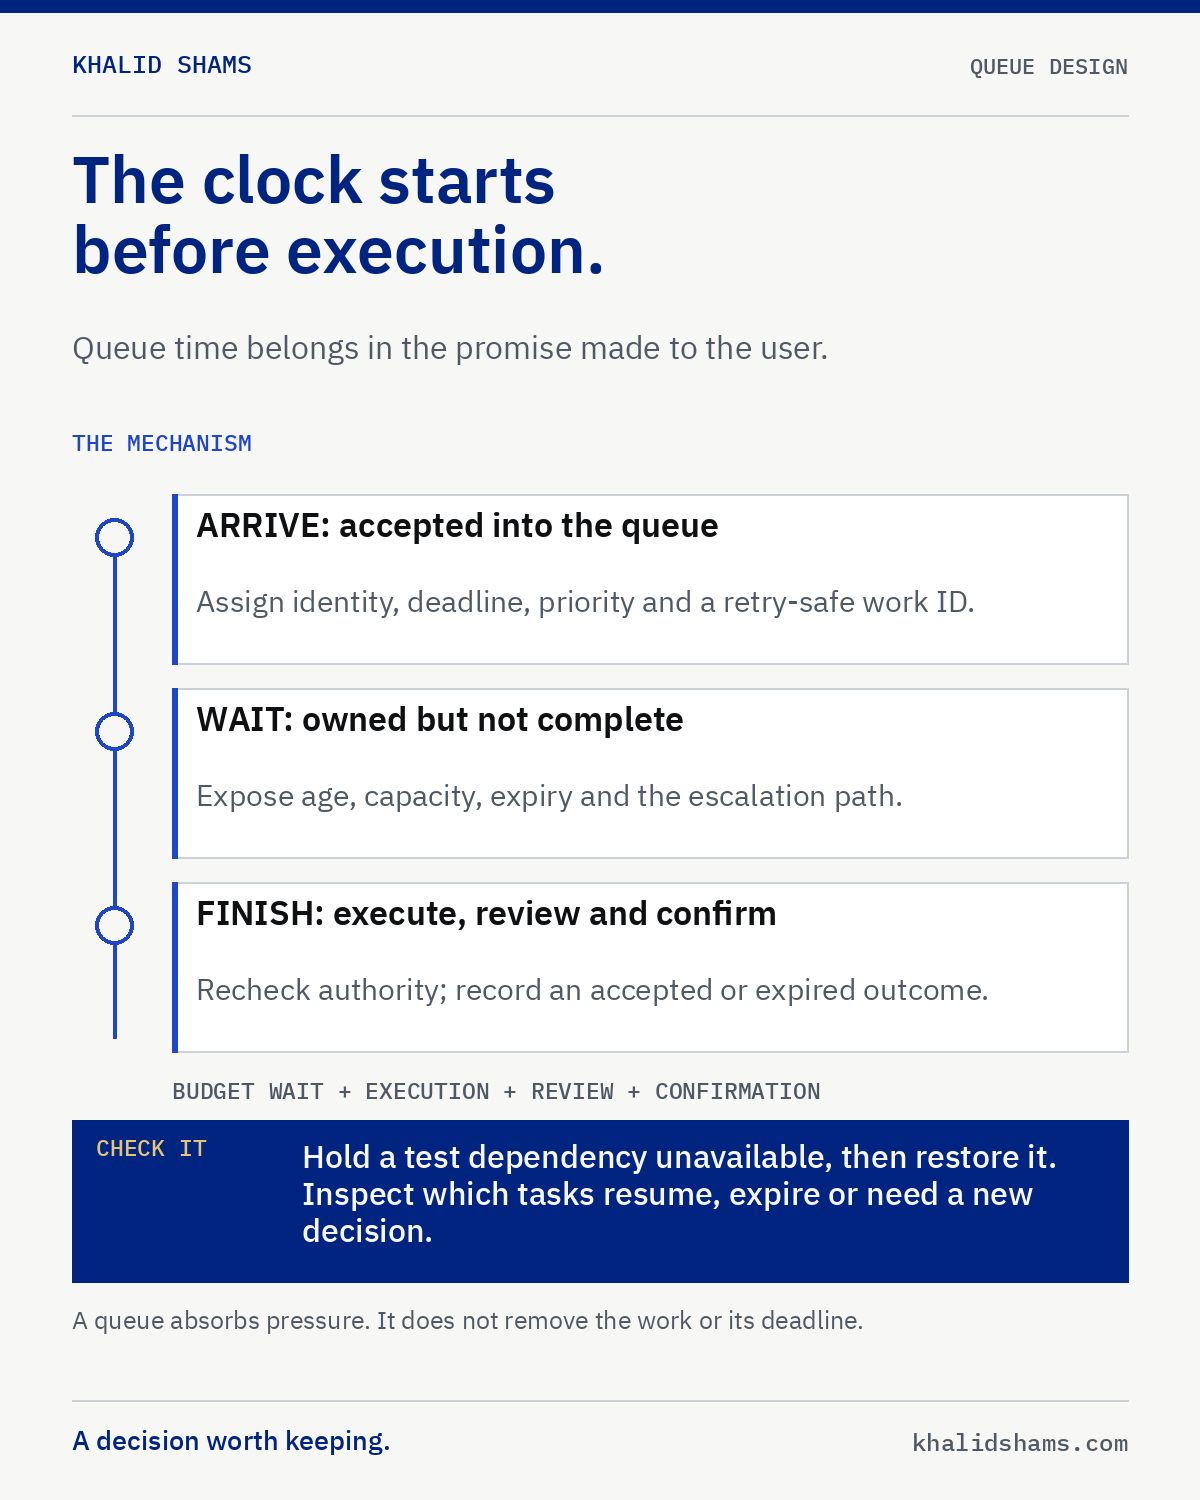 KHALID SHAMS
QUEUE DESIGN
The clock starts
before execution.
Queue time belongs in the promise made to the user.
THE MECHANISM
ARRIVE: accepted into the queue
Assign identity, deadline, priority and a retry-safe work ID.
WAIT: owned but not complete
Expose age, capacity, expiry and the escalation path.
FINISH: execute, review and confirm
Recheck authority; record an accepted or expired outcome.
BUDGET WAIT + EXECUTION + REVIEW + CONFIRMATION
CHECK IT
Hold a test dependency unavailable, then restore it.
Inspect which tasks resume, expire or need a new
decision.
A queue absorbs pressure. It does not remove the work or its deadline.
A decision worth keeping.
khalidshams.com